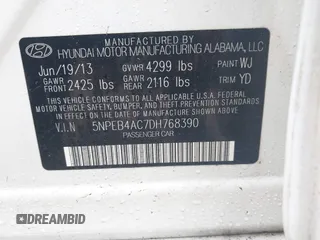 MANUFACTURED BY
HYUNDAI MOTOR MANUFACTURING ALABAMA, LLC
Jun/19/13 GVWR 4299 lbs PAINT WJ
GAWR FRONT 2425 lbs GAWR REAR 2116 lbs TRIM YD
THIS VEHICLE CONFORMS TO ALL APPLICABLE U.S. FEDERAL
MOTOR VEHICLE SAFETY, BUMPER, AND THEFT PREVENTION
STANDARDS IN EFFECT ON THE DATE OF MANUFACTURE SHOWN ABOVE.
V.I.N 5NPEB4AC7DH768390
PASSENGER CAR
DREAMBID